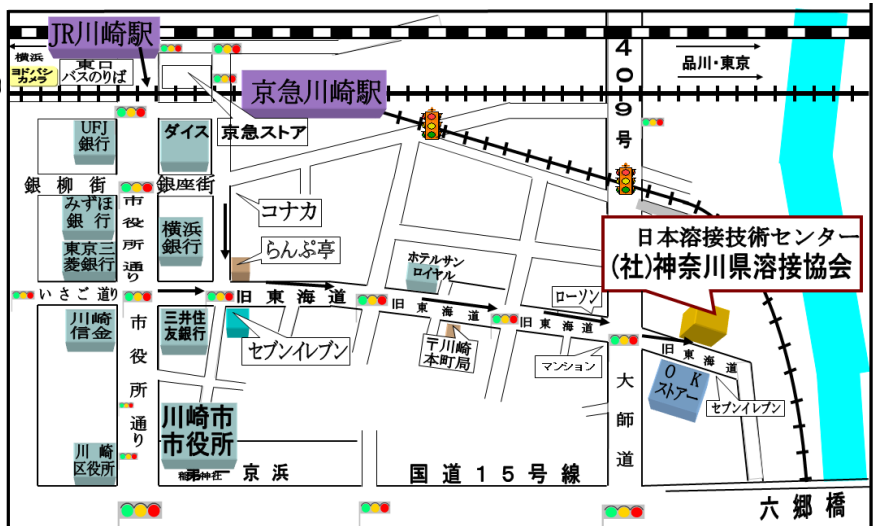 JR川崎駅
横浜
ヨドバシ
カメラ
東口
バスのりば
京急川崎駅
409号
品川・東京
UFJ
銀行
ダイス
京急ストア
銀柳街
銀座街
コナカ
みずほ
銀行
市役所通り
横浜
銀行
らんぷ亭
東京三
菱銀行
ホテルサン
ロイヤル
日本溶接技術センター
(社)神奈川県溶接協会
いさご通り
旧東海道
旧東海道
ローソン
旧東海道
川崎
信金
市役所通り
三井住
友銀行
セブンイレブン
〒川崎
本町局
マンション
大師道
旧東海道
OK
ストアー
セブンイレブン
川崎市
市役所
川崎
区役所
稲毛神社
第一京浜
国道15号線
六郷橋